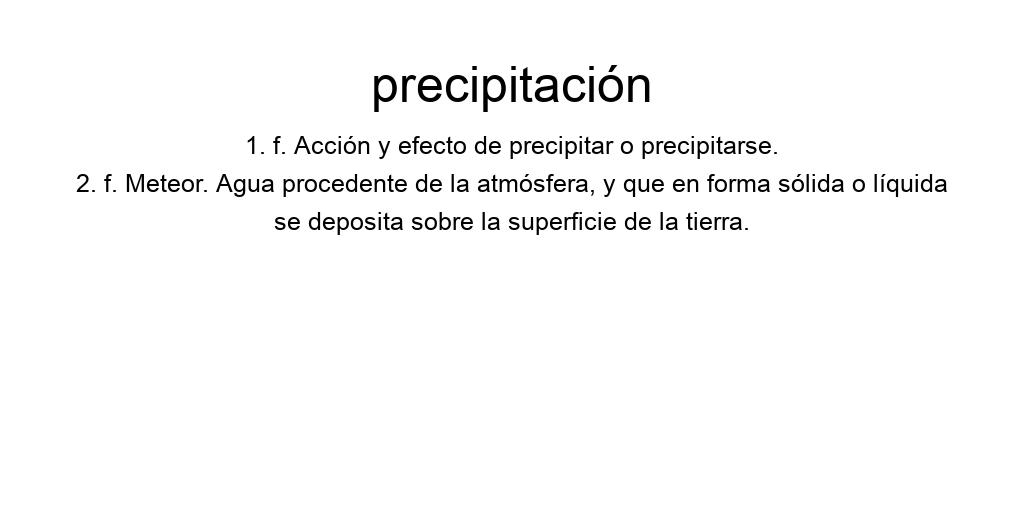 precipitación
1. f. Acción y efecto de precipitar o precipitarse.
2. f. Meteor. Agua procedente de la atmósfera, y que en forma sólida o líquida
se deposita sobre la superficie de la tierra.